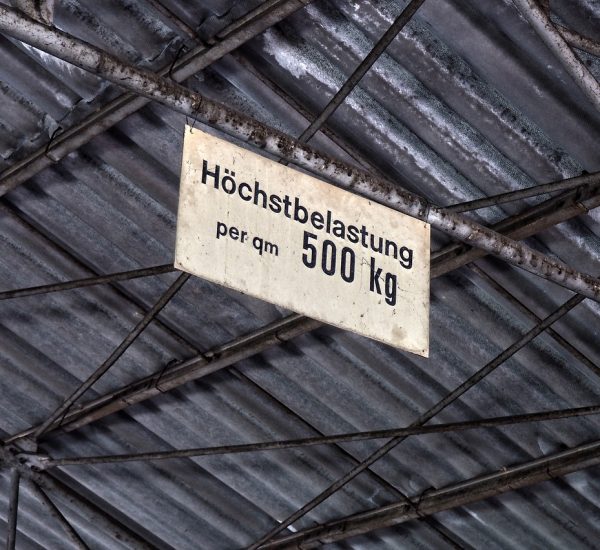 Höchstbelastung
per qm 500 kg